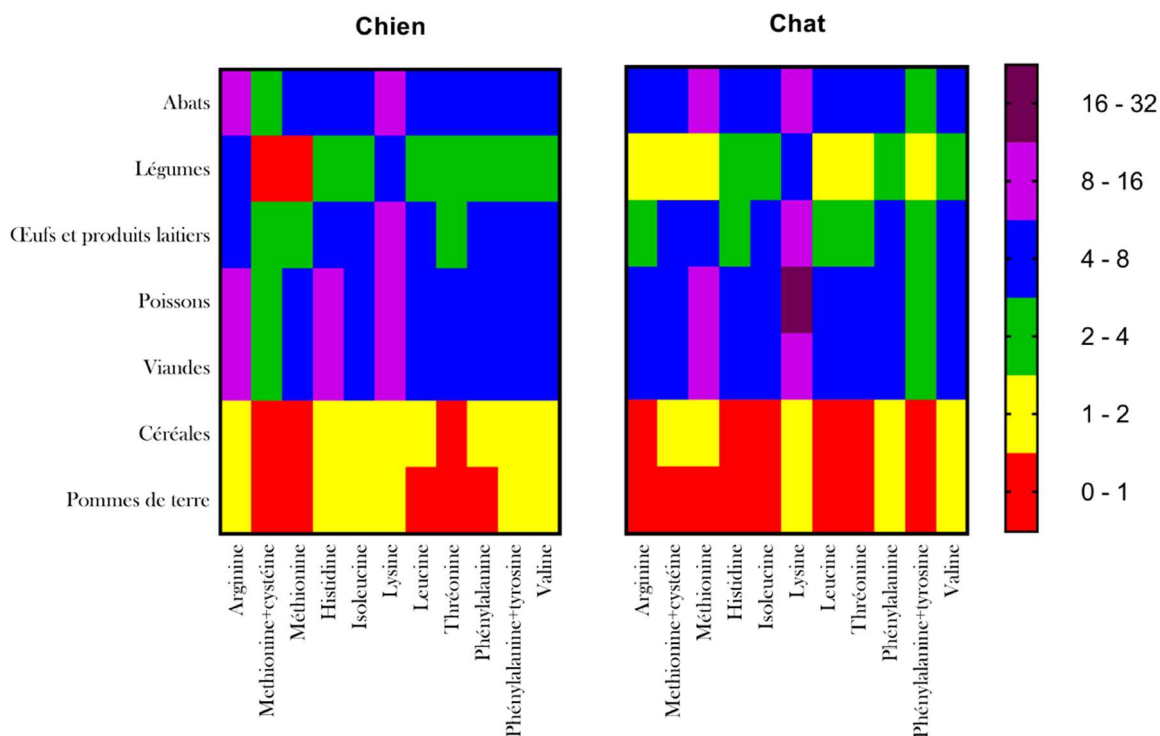 Chien
Chat
Abats
Légumes
Œufs et produits laitiers
Poissons
Viandes
Céréales
Pommes de terre
Arginine
Methionine+cystéine
Méthionine
Histidine
Isoleucine
Lysine
Leucine
Thréonine
Phénylalanine
Phénylalanine+tyrosine
Valine
Arginine
Methionine+cystéine
Méthionine
Histidine
Isoleucine
Lysine
Leucine
Thréonine
Phénylalanine
Phénylalanine+tyrosine
Valine
16 - 32
8 - 16
4 - 8
2 - 4
1 - 2
0 - 1